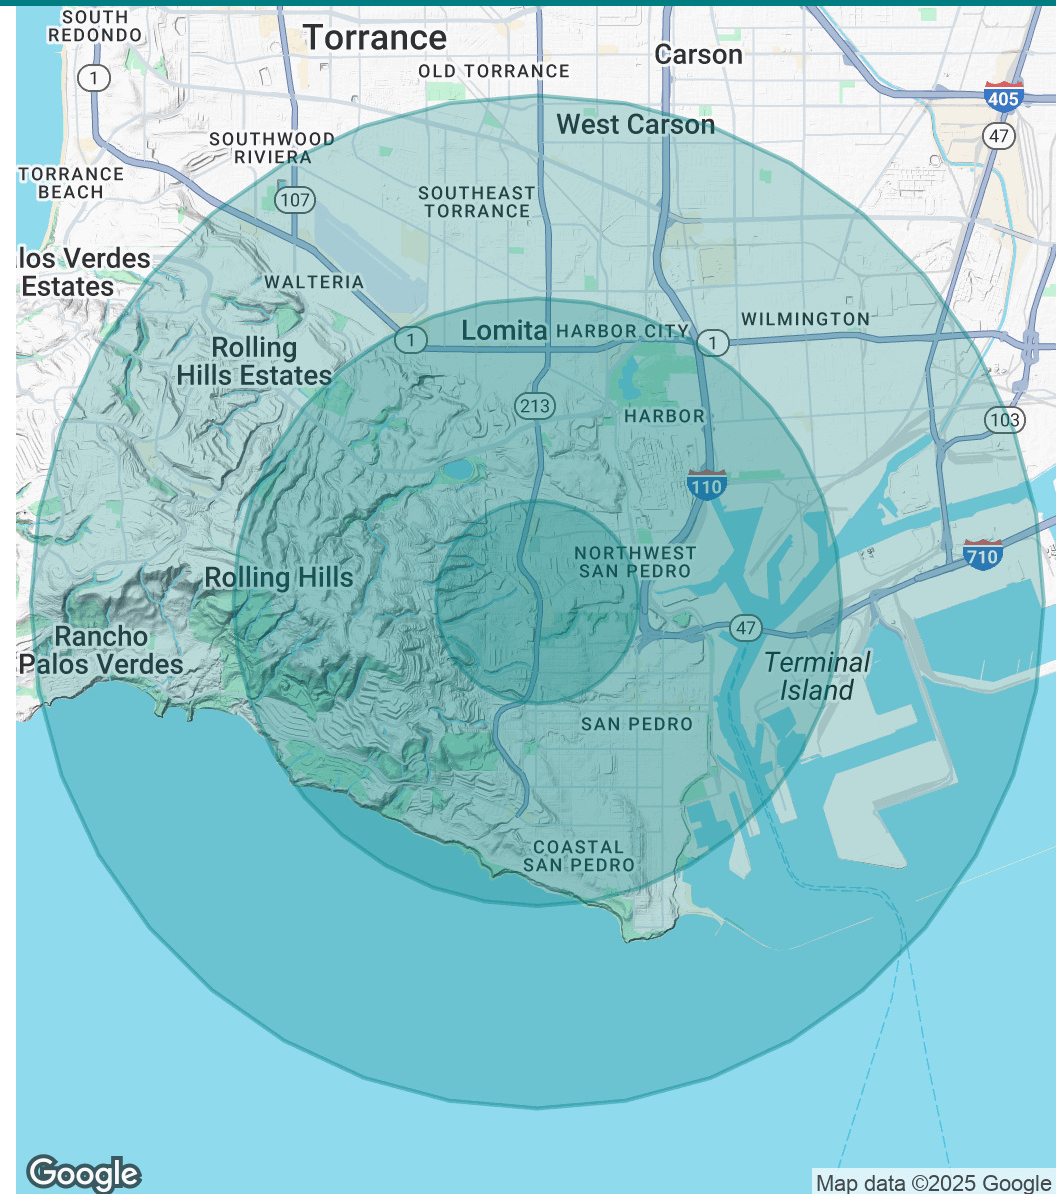 SOUTH
REDONDO
Torrance
Carson
OLD TORRANCE
1
405
47
West Carson
SOUTHWOOD
RIVIERA
TORRANCE
BEACH
107
SOUTHEAST
TORRANCE
los Verdes
Estates
WALTERIA
WILMINGTON
1
Lomita
HARBOR CITY
1
Rolling
Hills Estates
213
HARBOR
103
110
NORTHWEST
SAN PEDRO
710
Rolling Hills
47
Rancho
Palos Verdes
Terminal
Island
SAN PEDRO
COASTAL
SAN PEDRO
Google
Map data ©2025 Google